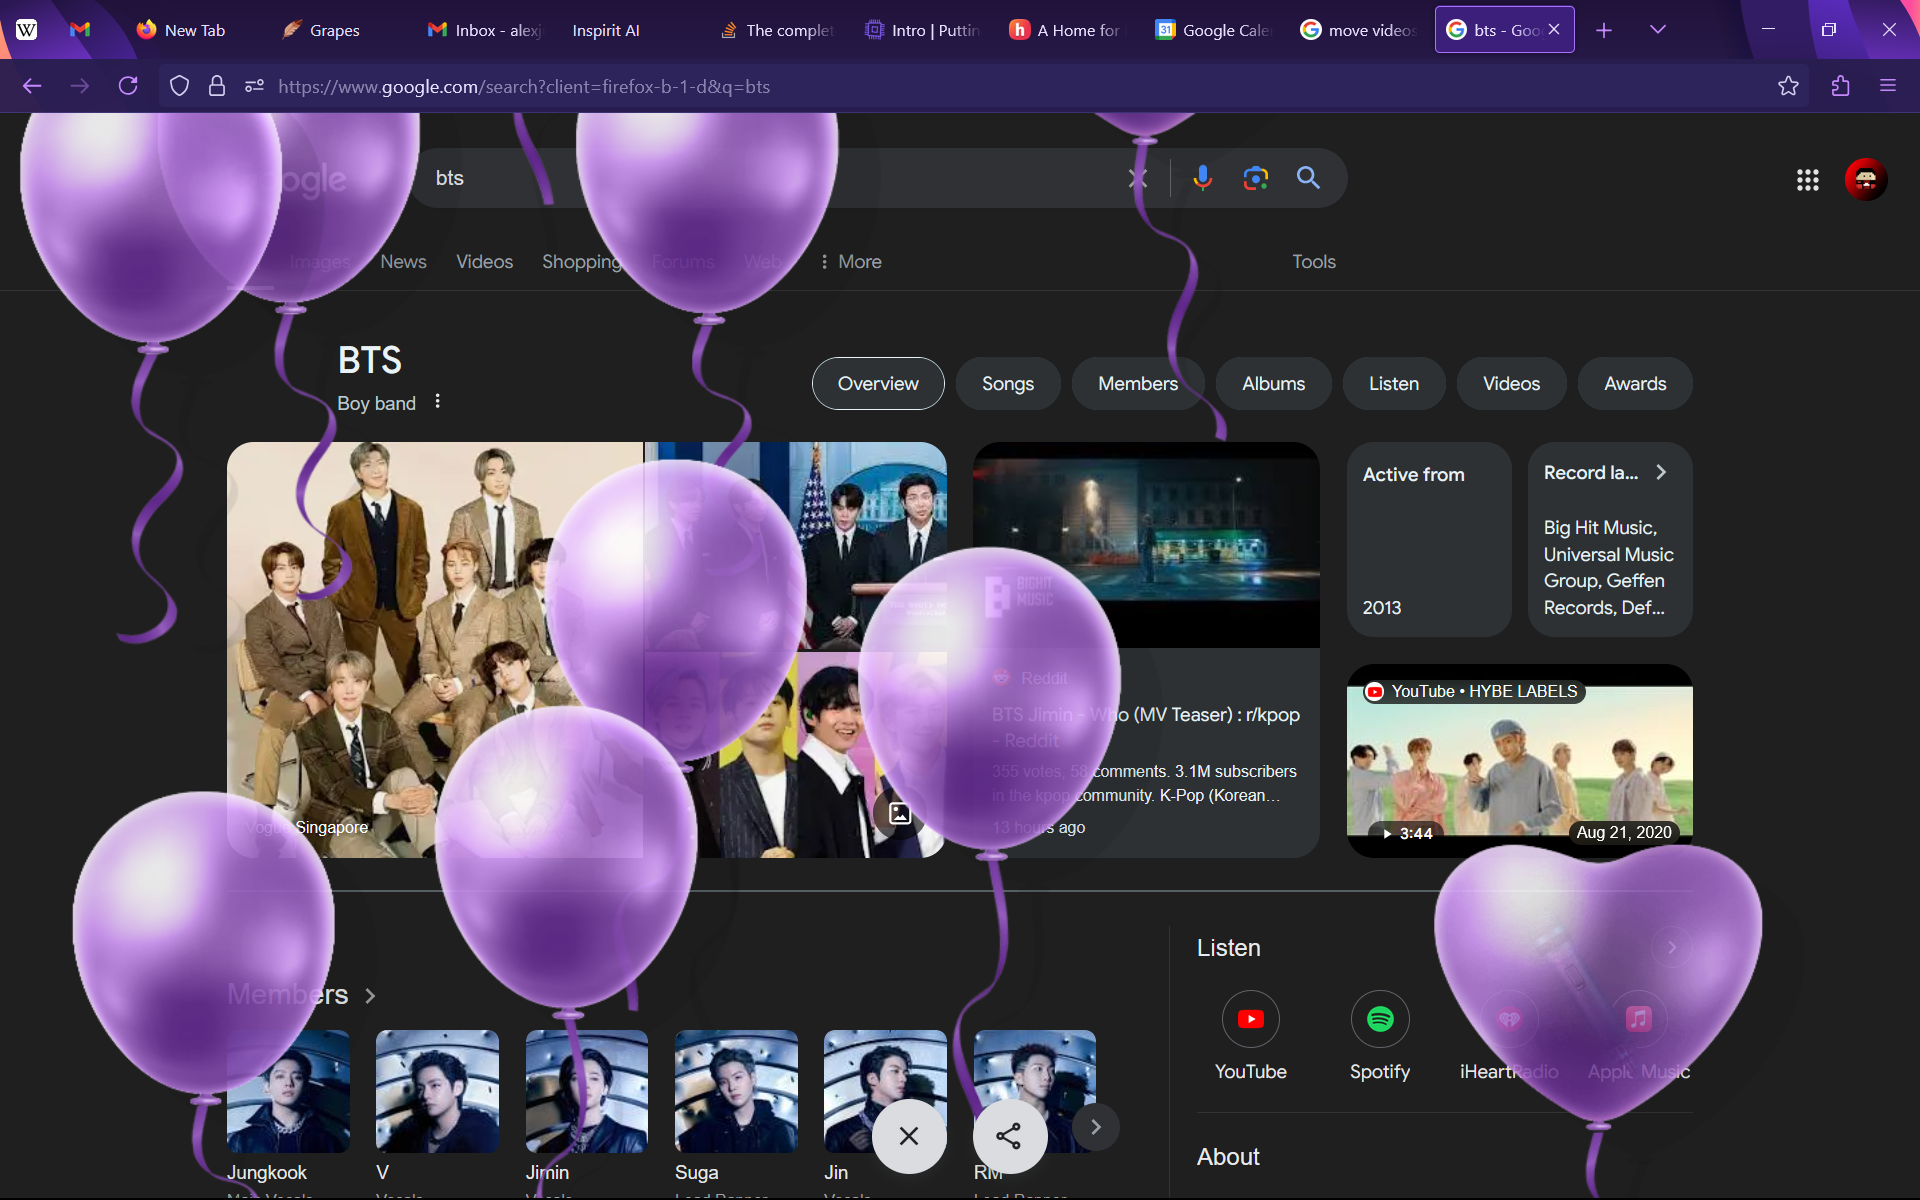 W
New Tab
Grapes
Inbox - alexj
Inspirit AI
The complet
Intro | Puttin
A Home for
Google Cale
move videos
bts - Goo
https://www.google.com/search?client=firefox-b-1-d&q=bts
ogle
bts
Images
News
Videos
Shopping
Forums
Web
More
Tools
BTS
Boy band
Overview
Songs
Members
Albums
Listen
Videos
Awards
Active from
2013
Record la...
Big Hit Music,
Universal Music
Group, Geffen
Records, Def...
BIGHIT
MUSIC
Reddit
BTS Jimin - Who (MV Teaser) : r/kpop
- Reddit
355 votes, 58 comments. 3.1M subscribers
in the kpop community. K-Pop (Korean...
13 hours ago
Vogue Singapore
YouTube • HYBE LABELS
3:44
Aug 21, 2020
Members
Jungkook
V
Jimin
Suga
Jin
RM
Listen
YouTube
Spotify
iHeartRadio
Apple Music
About